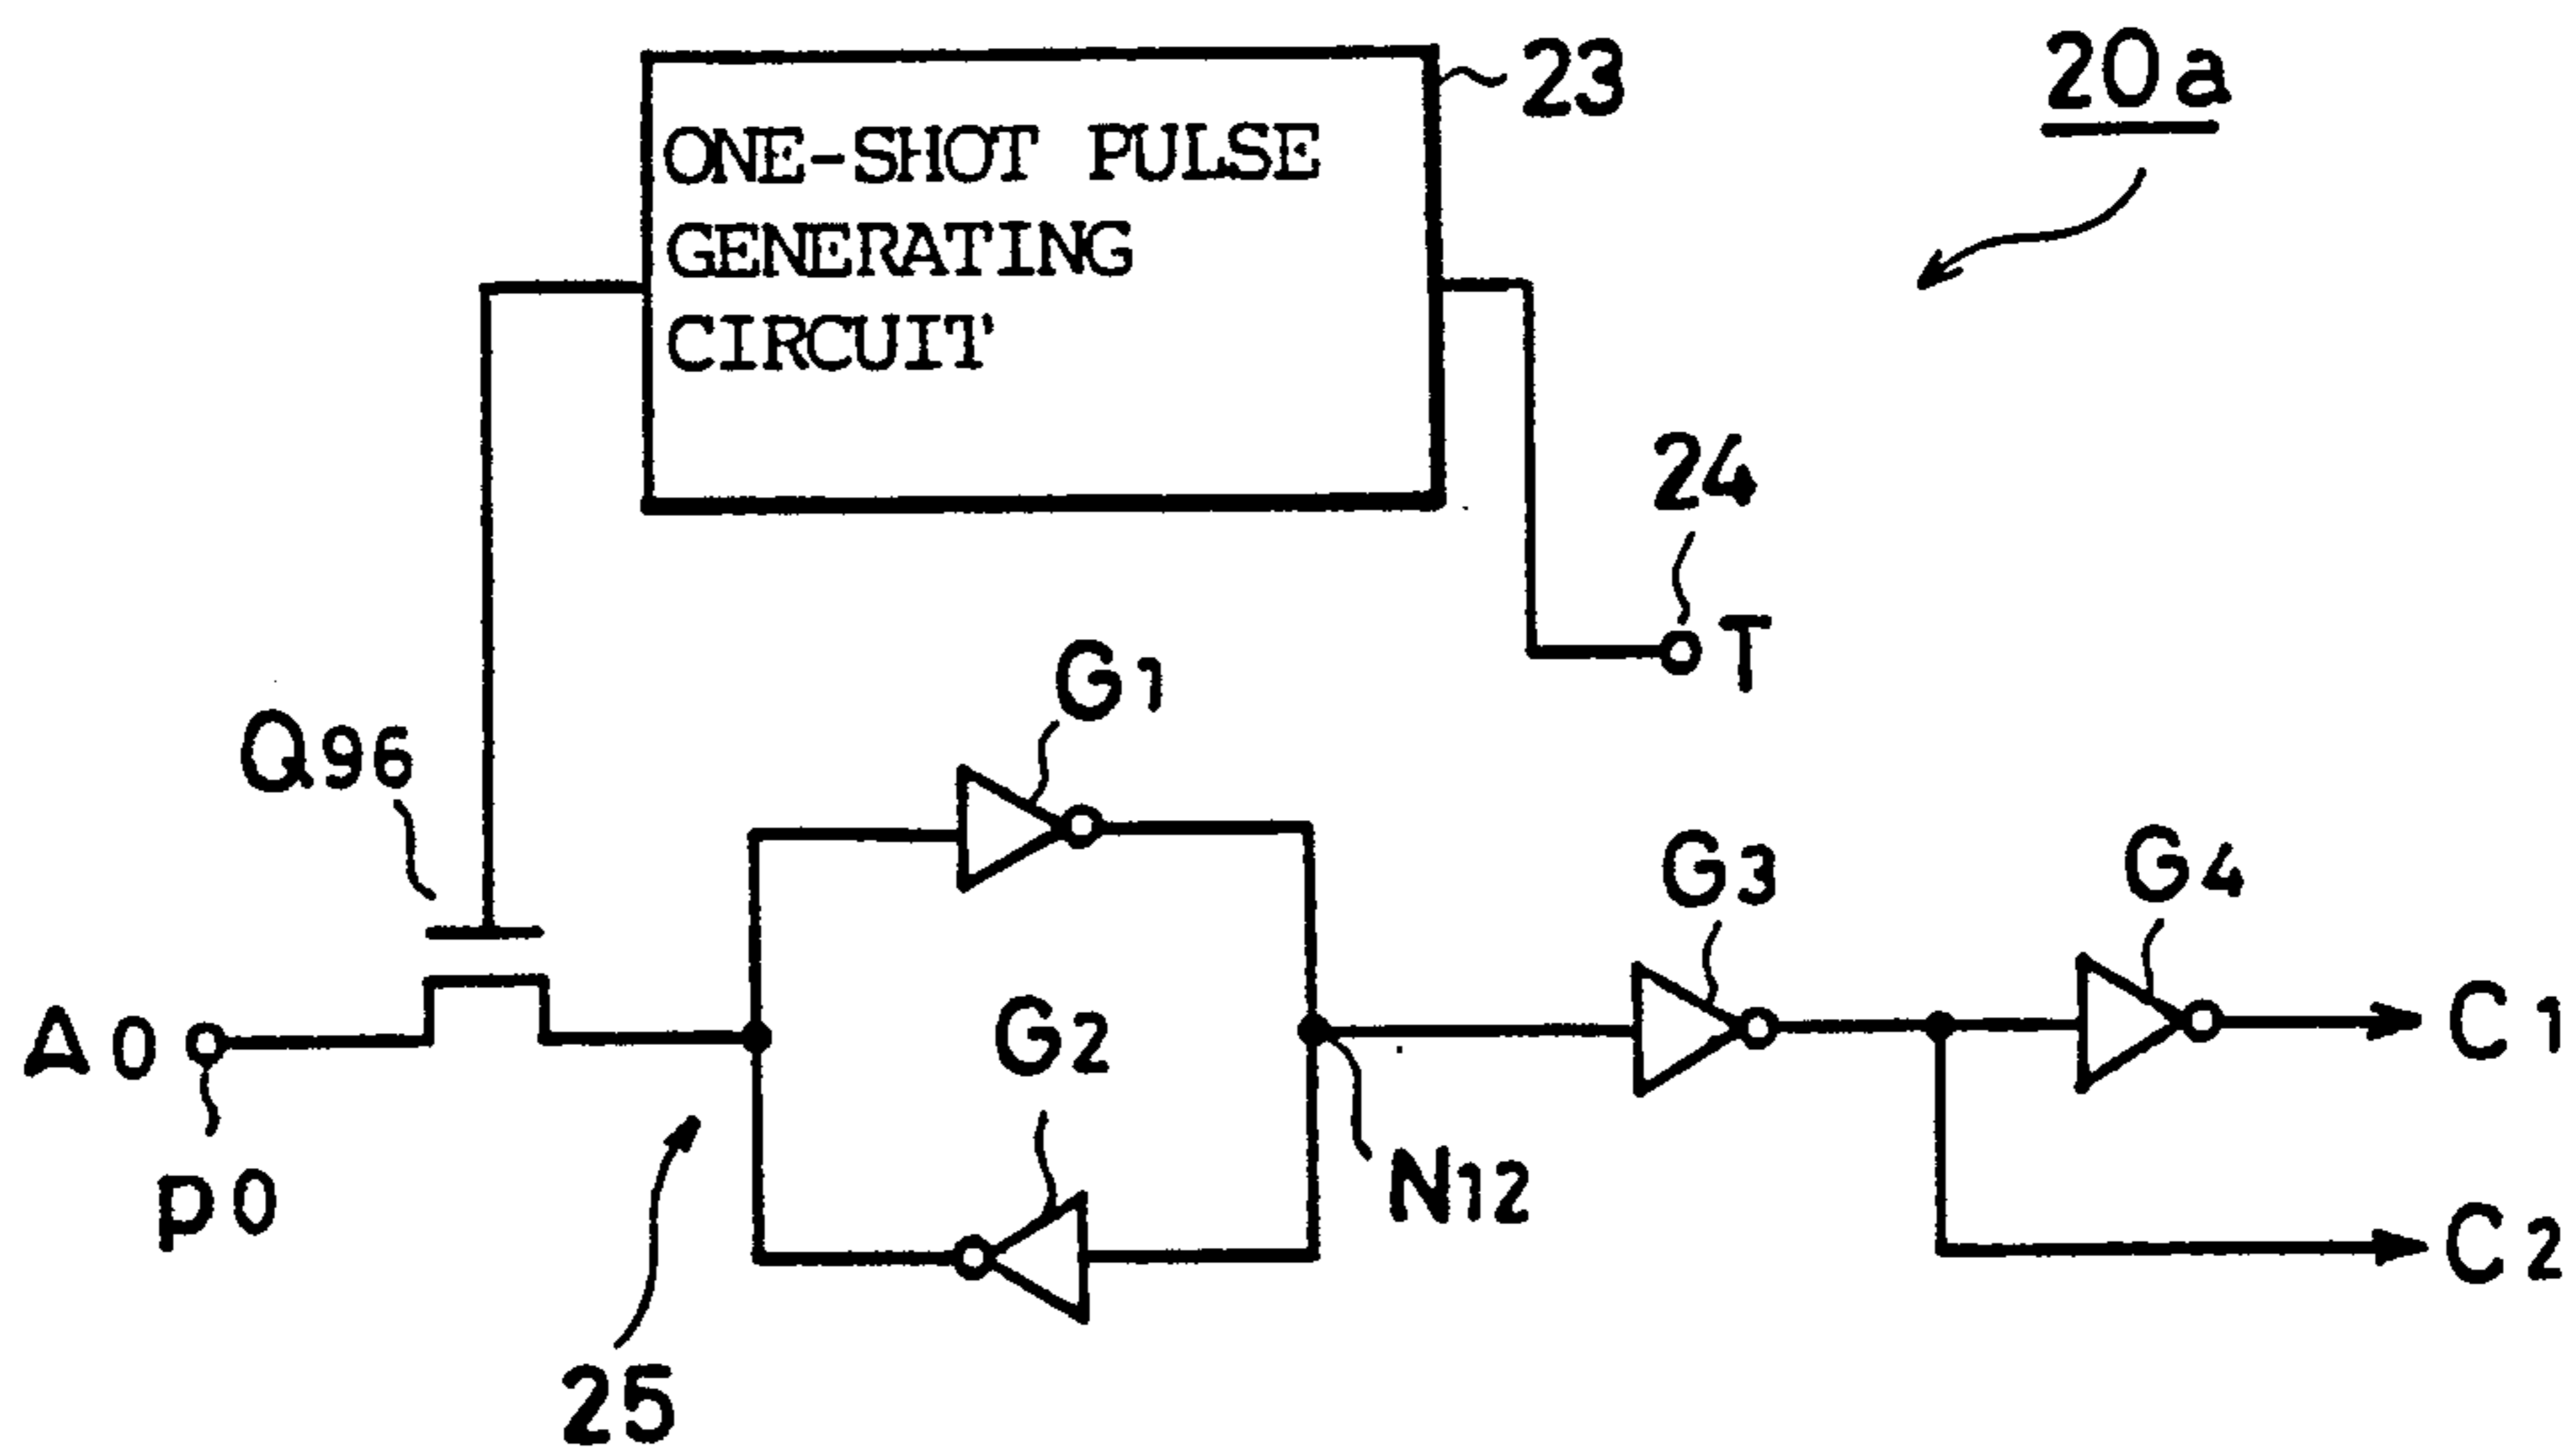 23
20a
ONE-SHOT PULSE
GENERATING
CIRCUIT
24
T
G1
Q96
G3
G4
A0
G2
C1
p0
N12
C2
25